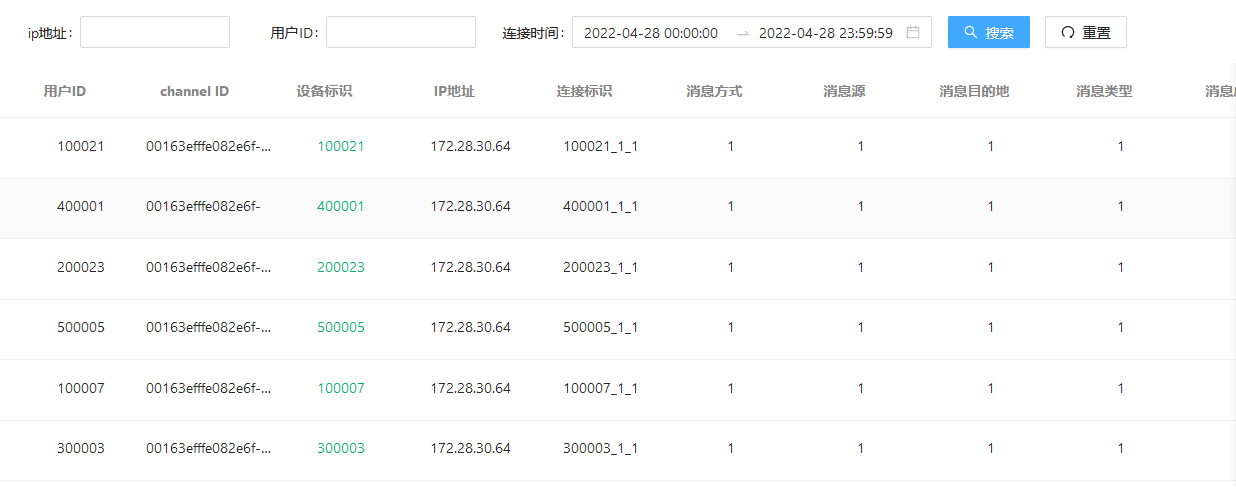 ip地址： 用户ID： 连接时间： 2022-04-28 00:00:00 → 2022-04-28 23:59:59 搜索 重置
用户ID channel ID 设备标识 IP地址 连接标识 消息方式 消息源 消息目的地 消息类型 消息
100021 00163efffe082e6f-... 100021 172.28.30.64 100021_1_1 1 1 1 1
400001 00163efffe082e6f- 400001 172.28.30.64 400001_1_1 1 1 1 1
200023 00163efffe082e6f-... 200023 172.28.30.64 200023_1_1 1 1 1 1
500005 00163efffe082e6f-... 500005 172.28.30.64 500005_1_1 1 1 1 1
100007 00163efffe082e6f-... 100007 172.28.30.64 100007_1_1 1 1 1 1
300003 00163efffe082e6f-... 300003 172.28.30.64 300003_1_1 1 1 1 1